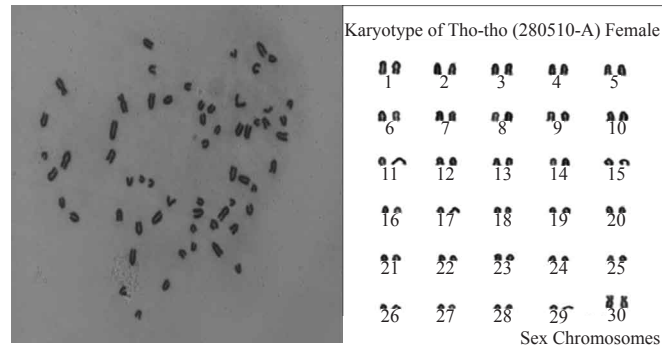 Karyotype of Tho-tho (280510-A) Female
1 2 3 4 5
6 7 8 9 10
11 12 13 14 15
16 17 18 19 20
21 22 23 24 25
26 27 28 29 30
Sex Chromosomes